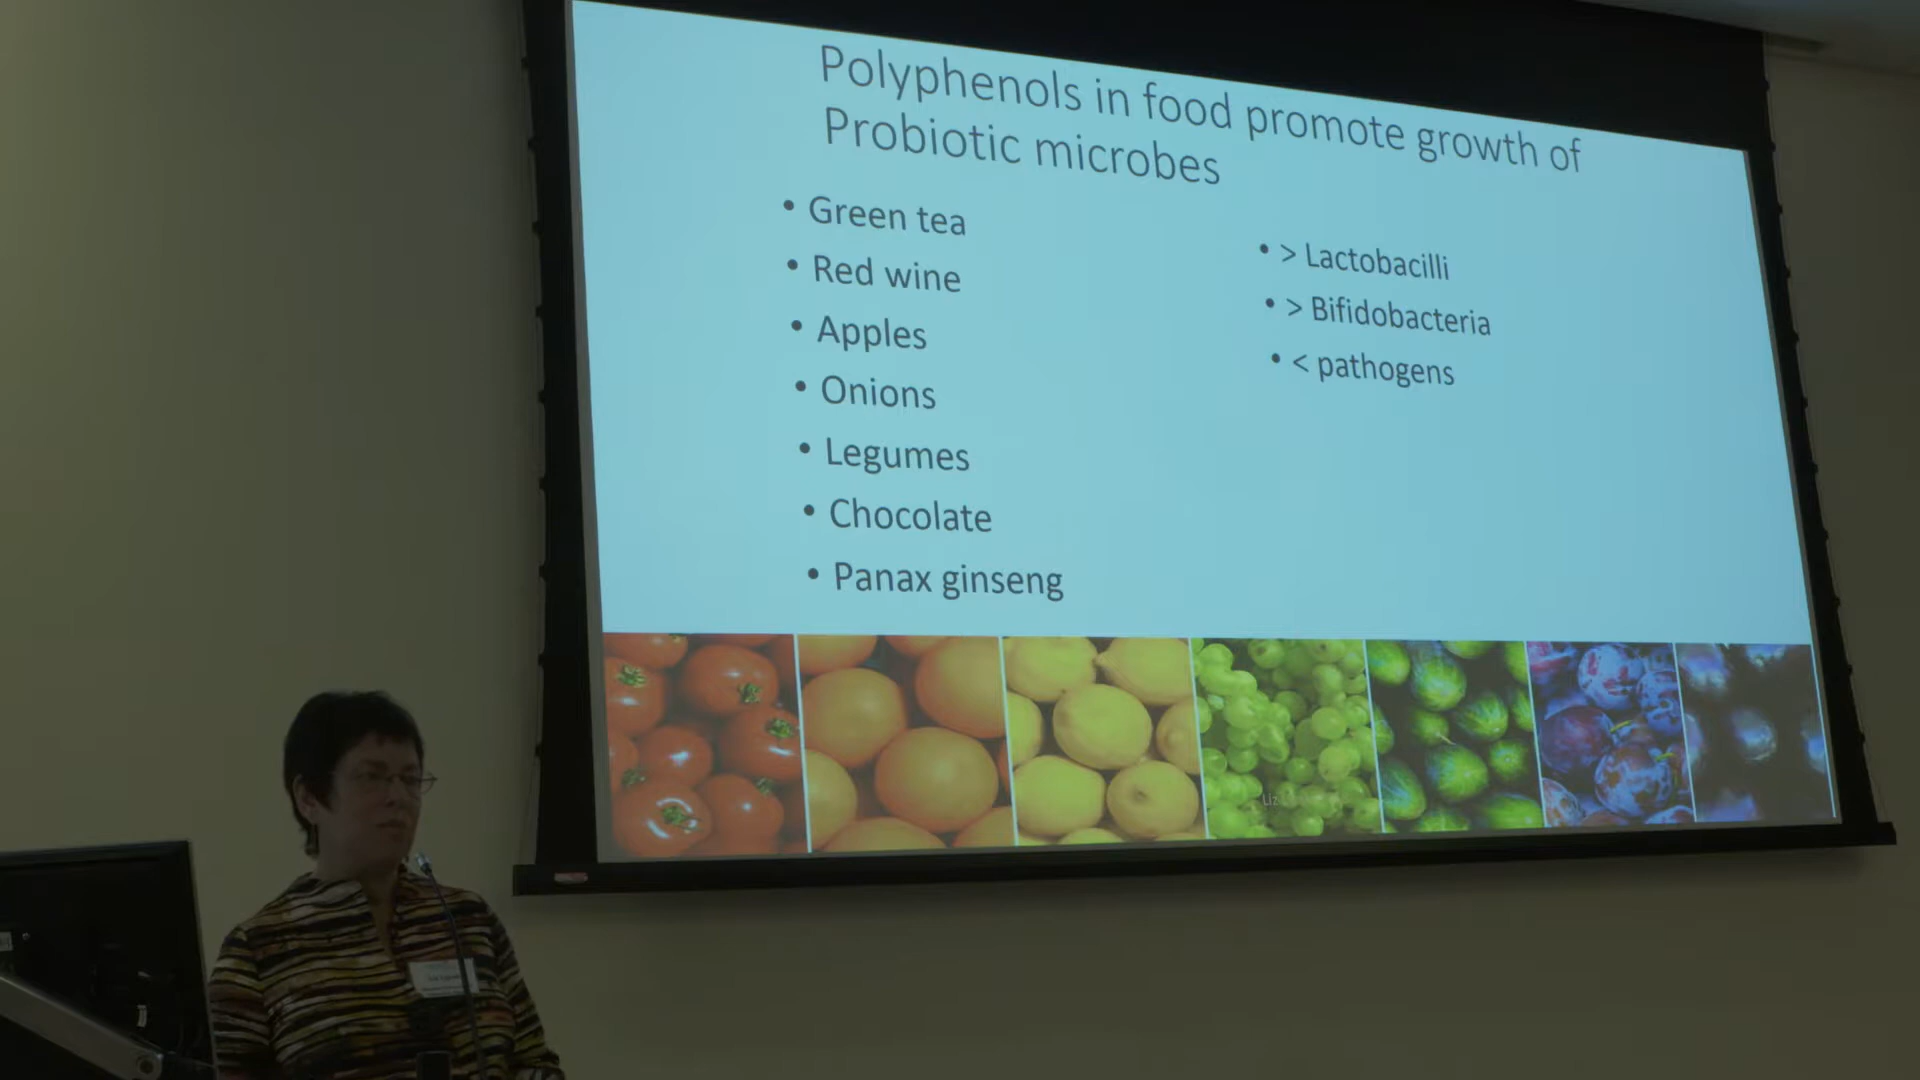 Polyphenols in food promote growth of
Probiotic microbes
• Green tea
• Red wine
• Apples
• Onions
• Legumes
• Chocolate
• Panax ginseng
• > Lactobacilli
• > Bifidobacteria
• < pathogens
Liz